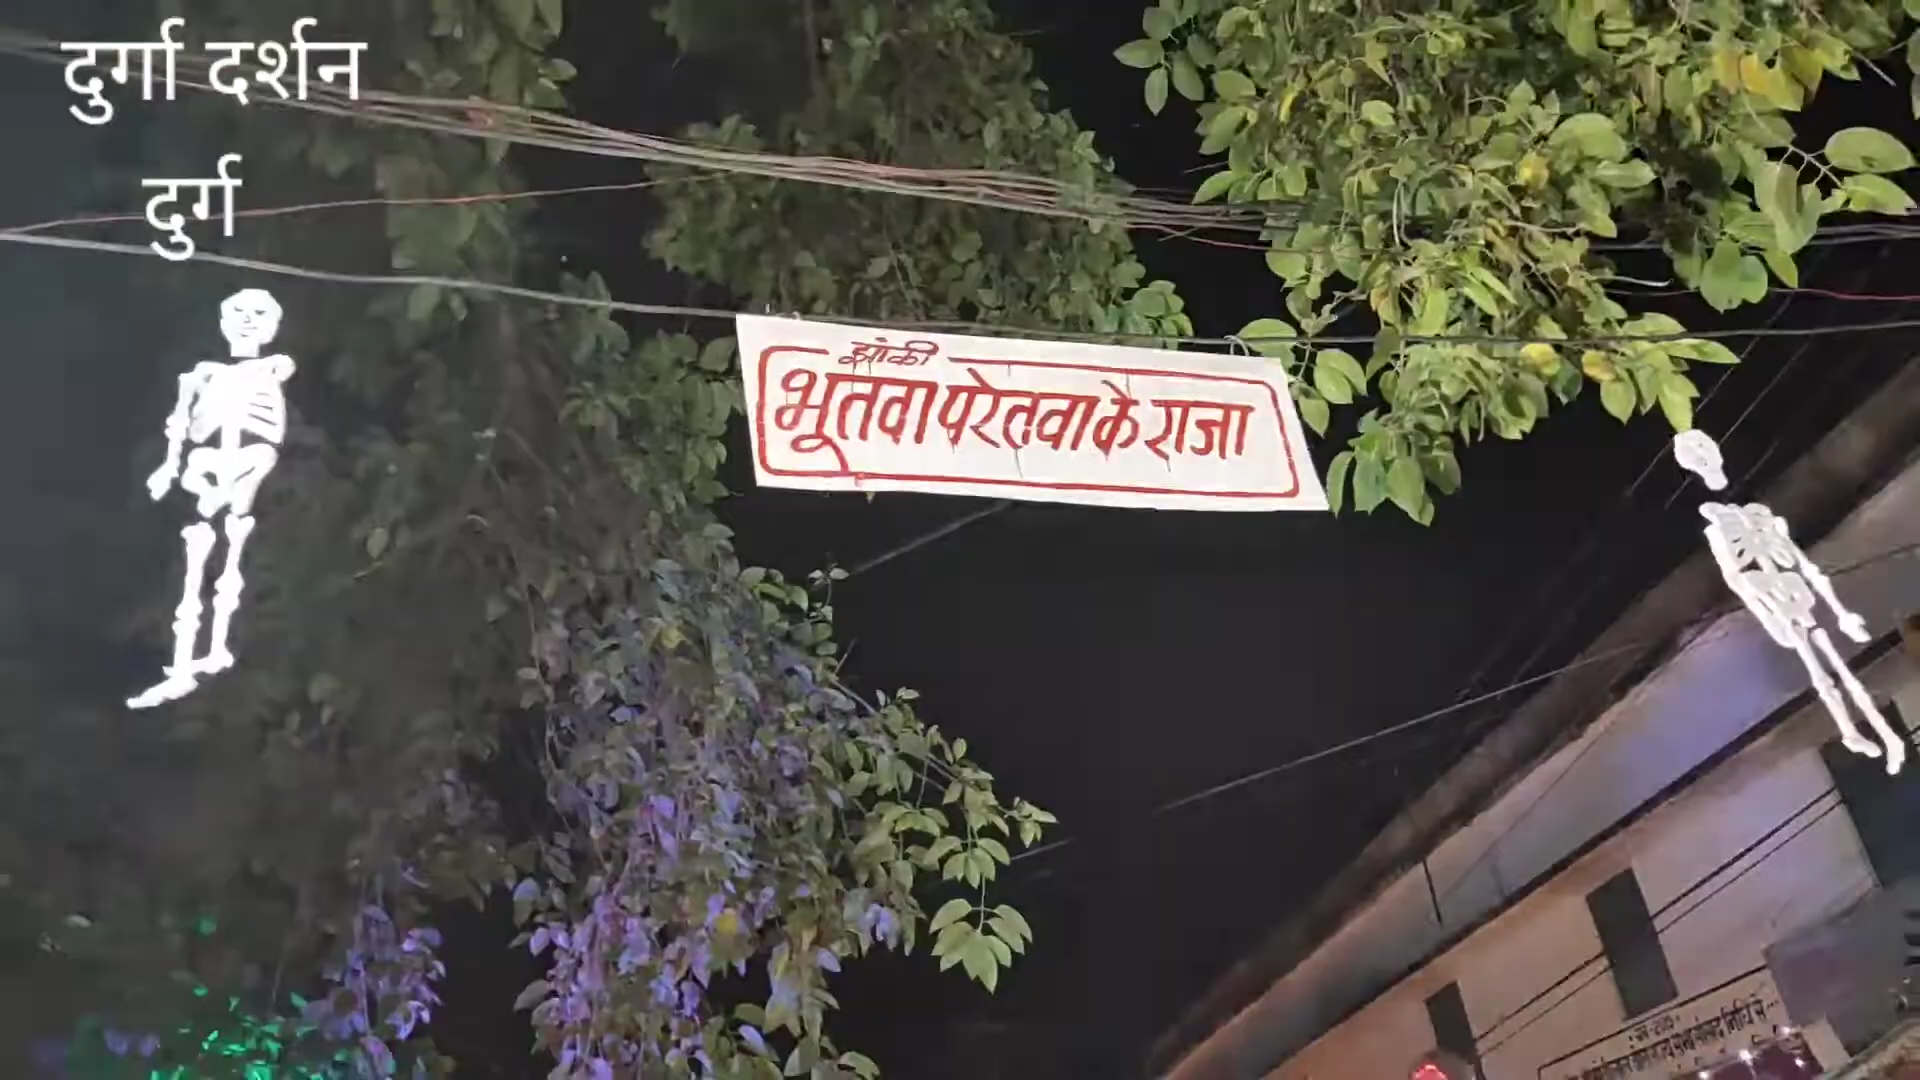 दुर्गा दर्शन
दुर्ग
झांकी
भूतवा परेतवा के राजा